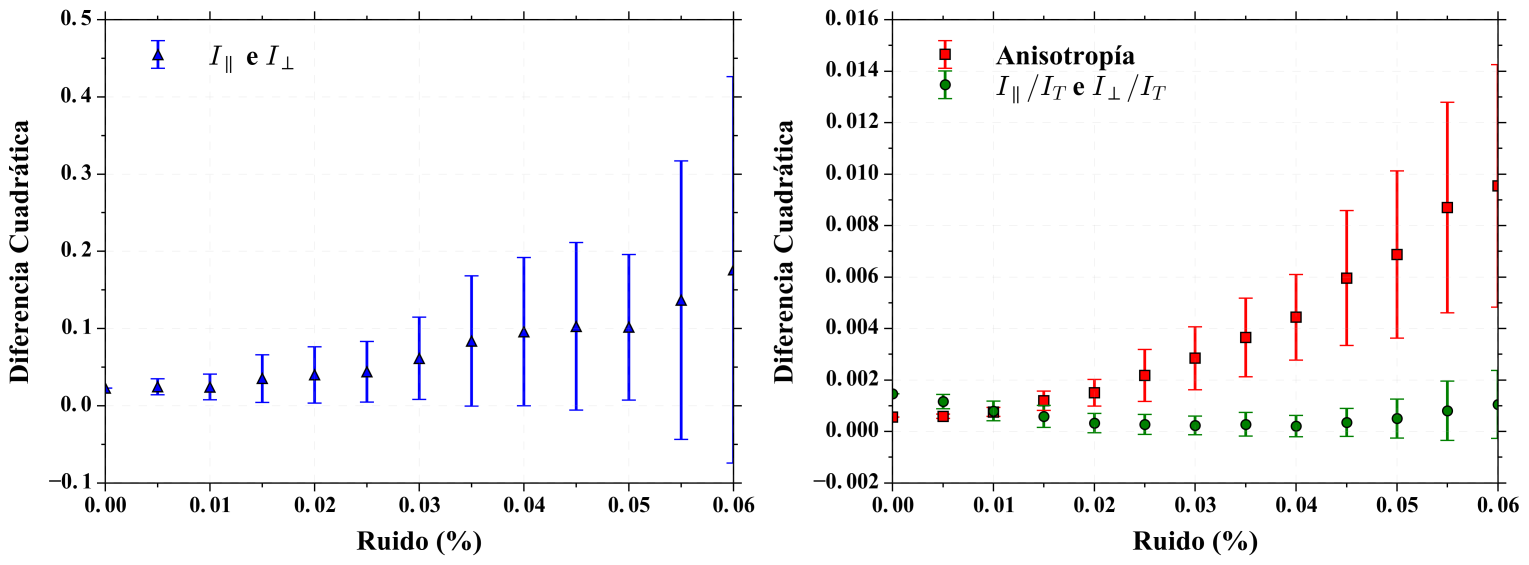 0.5
0.4
0.3
0.2
0.1
0.0
−0.1
0.00 0.01 0.02 0.03 0.04 0.05 0.06
Diferencia Cuadrática
Ruido (%)
I∥ e I⊥
0.016
0.014
0.012
0.010
0.008
0.006
0.004
0.002
0.000
−0.002
0.00 0.01 0.02 0.03 0.04 0.05 0.06
Diferencia Cuadrática
Ruido (%)
Anisotropía
I∥/I_T e I⊥/I_T